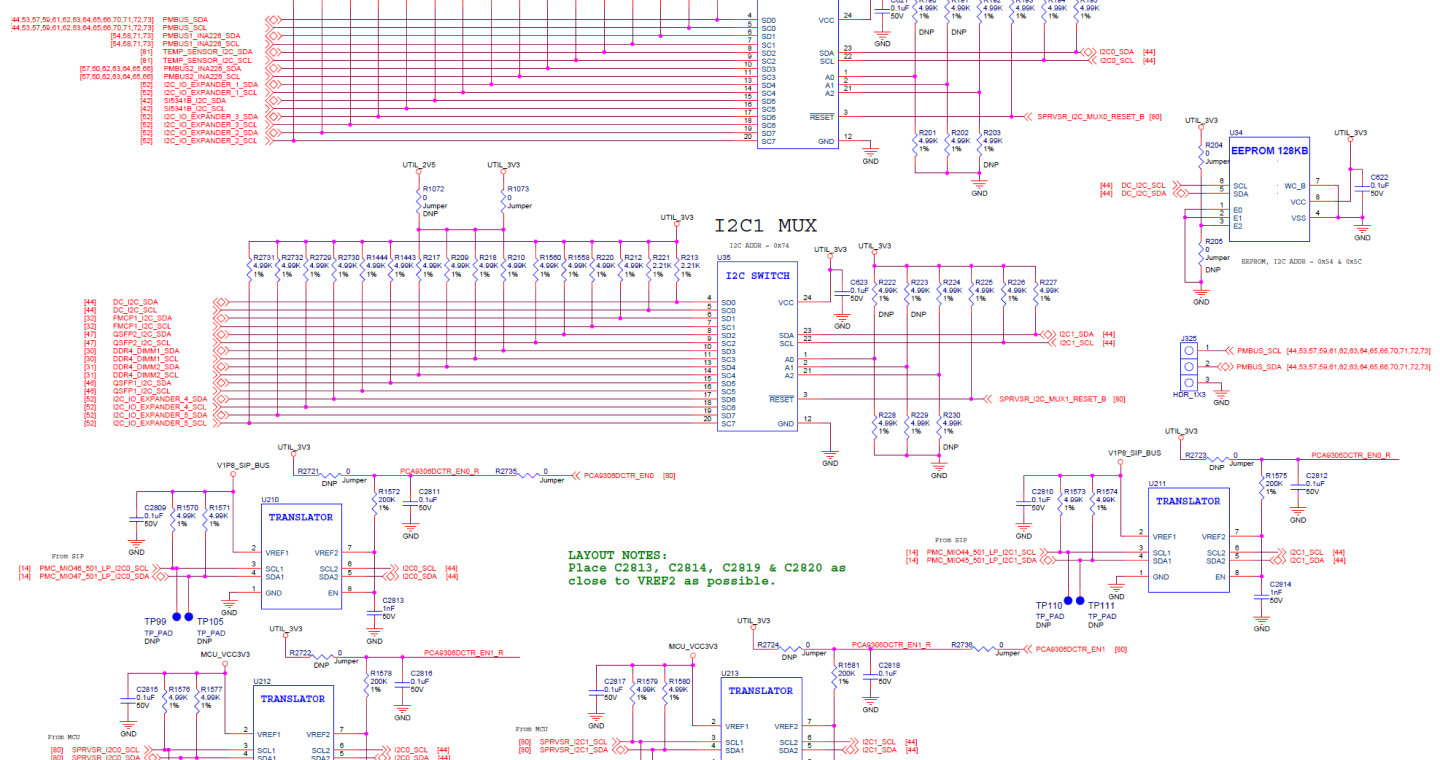 [44,53,57,59,61,62,63,64,65,66,70,71,72,73] PMBUS_SDA
[44,53,57,59,61,62,63,64,65,66,70,71,72,73] PMBUS_SCL
[54,58,71,73] PMBUS1_INA226_SDA
[54,58,71,73] PMBUS1_INA226_SCL
[81] TEMP_SENSOR_I2C_SDA
[81] TEMP_SENSOR_I2C_SCL
[57,60,62,63,64,65,66] PMBUS2_INA226_SDA
[57,60,62,63,64,65,66] PMBUS2_INA226_SCL
[52] I2C_IO_EXPANDER_1_SDA
[52] I2C_IO_EXPANDER_1_SCL
[42] SI5341B_I2C_SDA
[42] SI5341B_I2C_SCL
[52] I2C_IO_EXPANDER_3_SDA
[52] I2C_IO_EXPANDER_3_SCL
[52] I2C_IO_EXPANDER_2_SDA
[52] I2C_IO_EXPANDER_2_SCL
4 SD0
5 SC0
6 SD1
7 SC1
8 SD2
9 SC2
10 SD3
11 SC3
13 SD4
14 SC4
15 SD5
16 SC5
17 SD6
18 SC6
19 SD7
20 SC7
VCC 24
SDA 23
SCL 22
A0 1
A1 2
A2 21
RESET 3
GND 12
0.1uF
50V
GND
4.99K 1% DNP
4.99K 1% DNP
4.99K 1%
4.99K 1%
4.99K 1%
4.99K 1%
I2C0_SDA [44]
I2C0_SCL [44]
SPRVSR_I2C_MUX0_RESET_B [80]
R201 4.99K 1%
R202 4.99K 1%
R203 4.99K 1% DNP
GND
GND
UTIL_3V3
R204 0 Jumper
U34
EEPROM 128KB
UTIL_3V3
[44] DC_I2C_SCL
[44] DC_I2C_SDA
6 SCL
5 SDA
1 E0
2 E1
3 E2
WC_B 7
VCC 8
VSS 4
C622 0.1uF 50V
GND
R205 0 Jumper DNP
GND
EEPROM, I2C ADDR - 0x54 & 0x5C
UTIL_2V5
R1072 0 Jumper DNP
UTIL_3V3
R1073 0 Jumper
UTIL_3V3
I2C1 MUX
I2C ADDR - 0x74
U35
I2C SWITCH
R2731 4.99K 1%
R2732 4.99K 1%
R2729 4.99K 1%
R2730 4.99K 1%
R1444 4.99K 1%
R1443 4.99K 1%
R217 4.99K 1%
R209 4.99K 1%
R218 4.99K 1%
R210 4.99K 1%
R1560 4.99K 1%
R1558 4.99K 1%
R220 4.99K 1%
R212 4.99K 1%
R221 2.21K 1%
R213 2.21K 1%
[44] DC_I2C_SDA
[44] DC_I2C_SCL
[32] FMCP1_I2C_SDA
[32] FMCP1_I2C_SCL
[47] QSFP2_I2C_SDA
[47] QSFP2_I2C_SCL
[30] DDR4_DIMM1_SDA
[30] DDR4_DIMM1_SCL
[31] DDR4_DIMM2_SDA
[31] DDR4_DIMM2_SCL
[46] QSFP1_I2C_SDA
[46] QSFP1_I2C_SCL
[52] I2C_IO_EXPANDER_4_SDA
[52] I2C_IO_EXPANDER_4_SCL
[52] I2C_IO_EXPANDER_5_SDA
[52] I2C_IO_EXPANDER_5_SCL
4 SD0
5 SC0
6 SD1
7 SC1
8 SD2
9 SC2
10 SD3
11 SC3
13 SD4
14 SC4
15 SD5
16 SC5
17 SD6
18 SC6
19 SD7
20 SC7
VCC 24
SDA 23
SCL 22
A0 1
A1 2
A2 21
RESET 3
GND 12
UTIL_3V3
C623 0.1uF 50V
GND
UTIL_3V3
R222 4.99K 1%
R223 4.99K 1% DNP
R224 4.99K 1%
R225 4.99K 1%
R226 4.99K 1%
R227 4.99K 1%
I2C1_SDA [44]
I2C1_SCL [44]
SPRVSR_I2C_MUX1_RESET_B [80]
R228 4.99K 1%
R229 4.99K 1%
R230 4.99K 1% DNP
GND
GND
J325
1 PMBUS_SCL [44,53,57,59,61,62,63,64,65,66,70,71,72,73]
2 PMBUS_SDA [44,53,57,59,61,62,63,64,65,66,70,71,72,73]
3
HDR_1X3
GND
UTIL_3V3
R2721 0 DNP Jumper
PCA9306DCTR_EN0_R
R2735 0 Jumper
PCA9306DCTR_EN0 [80]
V1P8_SIP_BUS
C2809 0.1uF 50V
R1570 4.99K 1%
R1571 4.99K 1%
GND
U210
TRANSLATOR
R1572 200K 1%
C2811 0.1uF 50V
GND
From SIP
[14] PMC_MIO46_501_LP_I2C0_SCL
[14] PMC_MIO47_501_LP_I2C0_SDA
2 VREF1
3 SCL1
4 SDA1
1 GND
VREF2 7
SCL2 6
SDA2 5
EN 8
I2C0_SCL [44]
I2C0_SDA [44]
C2813 1nF 50V
GND
GND
TP99 TP_PAD DNP
TP105 TP_PAD DNP
LAYOUT NOTES:
Place C2813, C2814, C2819 & C2820 as
close to VREF2 as possible.
UTIL_3V3
R2723 0 DNP Jumper
PCA9306DCTR_EN0_R
V1P8_SIP_BUS
C2810 0.1uF 50V
R1573 4.99K 1%
R1574 4.99K 1%
GND
U211
TRANSLATOR
R1575 200K 1%
C2812 0.1uF 50V
GND
From SIP
[14] PMC_MIO44_501_LP_I2C1_SCL
[14] PMC_MIO45_501_LP_I2C1_SDA
2 VREF1
3 SCL1
4 SDA1
1 GND
VREF2 7
SCL2 6
SDA2 5
EN 8
I2C1_SCL [44]
I2C1_SDA [44]
C2814 1nF 50V
GND
GND
TP110 TP_PAD DNP
TP111 TP_PAD DNP
UTIL_3V3
R2722 0 DNP Jumper
PCA9306DCTR_EN1_R
MCU_VCC3V3
C2815 0.1uF 50V
R1576 4.99K 1%
R1577 4.99K 1%
GND
U212
TRANSLATOR
R1578 200K 1%
C2816 0.1uF 50V
GND
From MCU
[80] SPRVSR_I2C0_SCL
[80] SPRVSR_I2C0_SDA
2 VREF1
3 SCL1
4 SDA1
VREF2 7
SCL2 6
SDA2 5
I2C0_SCL [44]
I2C0_SDA [44]
UTIL_3V3
R2724 0 DNP Jumper
PCA9306DCTR_EN1_R
R2736 0 Jumper
PCA9306DCTR_EN1 [80]
MCU_VCC3V3
C2817 0.1uF 50V
R1579 4.99K 1%
R1580 4.99K 1%
GND
U213
TRANSLATOR
R1581 200K 1%
C2818 0.1uF 50V
GND
From MCU
[80] SPRVSR_I2C1_SCL
[80] SPRVSR_I2C1_SDA
2 VREF1
3 SCL1
4 SDA1
VREF2 7
SCL2 6
SDA2 5
I2C1_SCL [44]
I2C1_SDA [44]